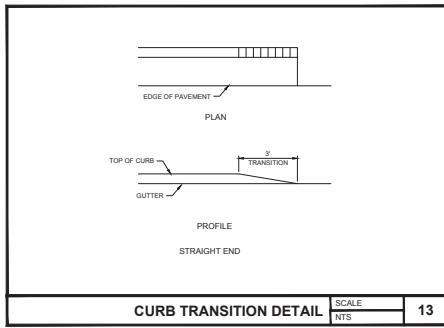 EDGE OF PAVEMENT
PLAN
3'
TRANSITION
TOP OF CURB
GUTTER
PROFILE
STRAIGHT END
CURB TRANSITION DETAIL
SCALE
NTS
13